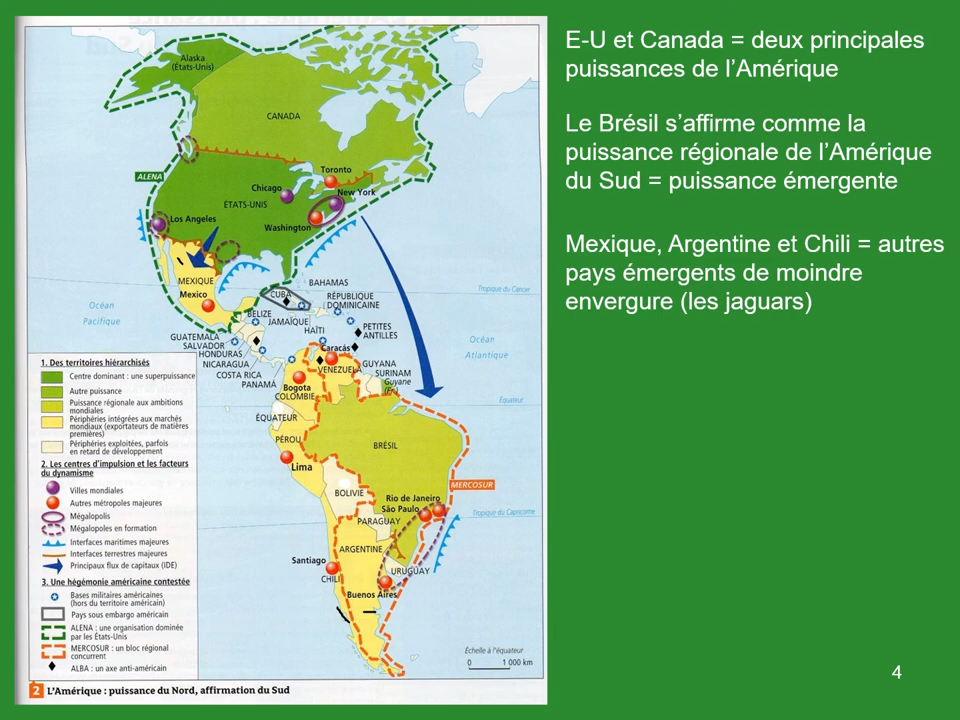 Alaska
(États-Unis)
CANADA
ALENA
Toronto
Chicago
New York
ÉTATS-UNIS
Los Angeles
Washington
MEXIQUE
Mexico
Océan
Pacifique
CUBA
BAHAMAS
Tropique du Cancer
RÉPUBLIQUE
DOMINICAINE
BELIZE
JAMAÏQUE
HAÏTI
PETITES
ANTILLES
Océan
Atlantique
GUATEMALA
SALVADOR
HONDURAS
NICARAGUA
COSTA RICA
PANAMÁ
Caracás
VENEZUELA
GUYANA
SURINAM
Guyane
(Fr.)
Bogota
COLOMBIE
Équateur
ÉQUATEUR
PÉROU
BRÉSIL
Lima
BOLIVIE
MERCOSUR
Rio de Janeiro
São Paulo
Tropique du Capricorne
PARAGUAY
ARGENTINE
Santiago
CHILI
URUGUAY
Buenos Aires
Échelle à l'équateur
0 1 000 km
1. Des territoires hiérarchisés
Centre dominant : une superpuissance
Autre puissance
Puissance régionale aux ambitions
mondiales
Périphéries intégrées aux marchés
mondiaux (exportateurs de matières
premières)
Périphéries exploitées, parfois
en retard de développement
2. Les centres d'impulsion et les facteurs
du dynamisme
Villes mondiales
Autres métropoles majeures
Mégalopolis
Mégalopoles en formation
Interfaces maritimes majeures
Interfaces terrestres majeures
Principaux flux de capitaux (IDE)
3. Une hégémonie américaine contestée
Bases militaires américaines
(hors du territoire américain)
Pays sous embargo américain
ALENA : une organisation dominée
par les États-Unis
MERCOSUR : un bloc régional
concurrent
ALBA : un axe anti-américain
2 L'Amérique : puissance du Nord, affirmation du Sud
E-U et Canada = deux principales
puissances de l'Amérique
Le Brésil s'affirme comme la
puissance régionale de l'Amérique
du Sud = puissance émergente
Mexique, Argentine et Chili = autres
pays émergents de moindre
envergure (les jaguars)
4